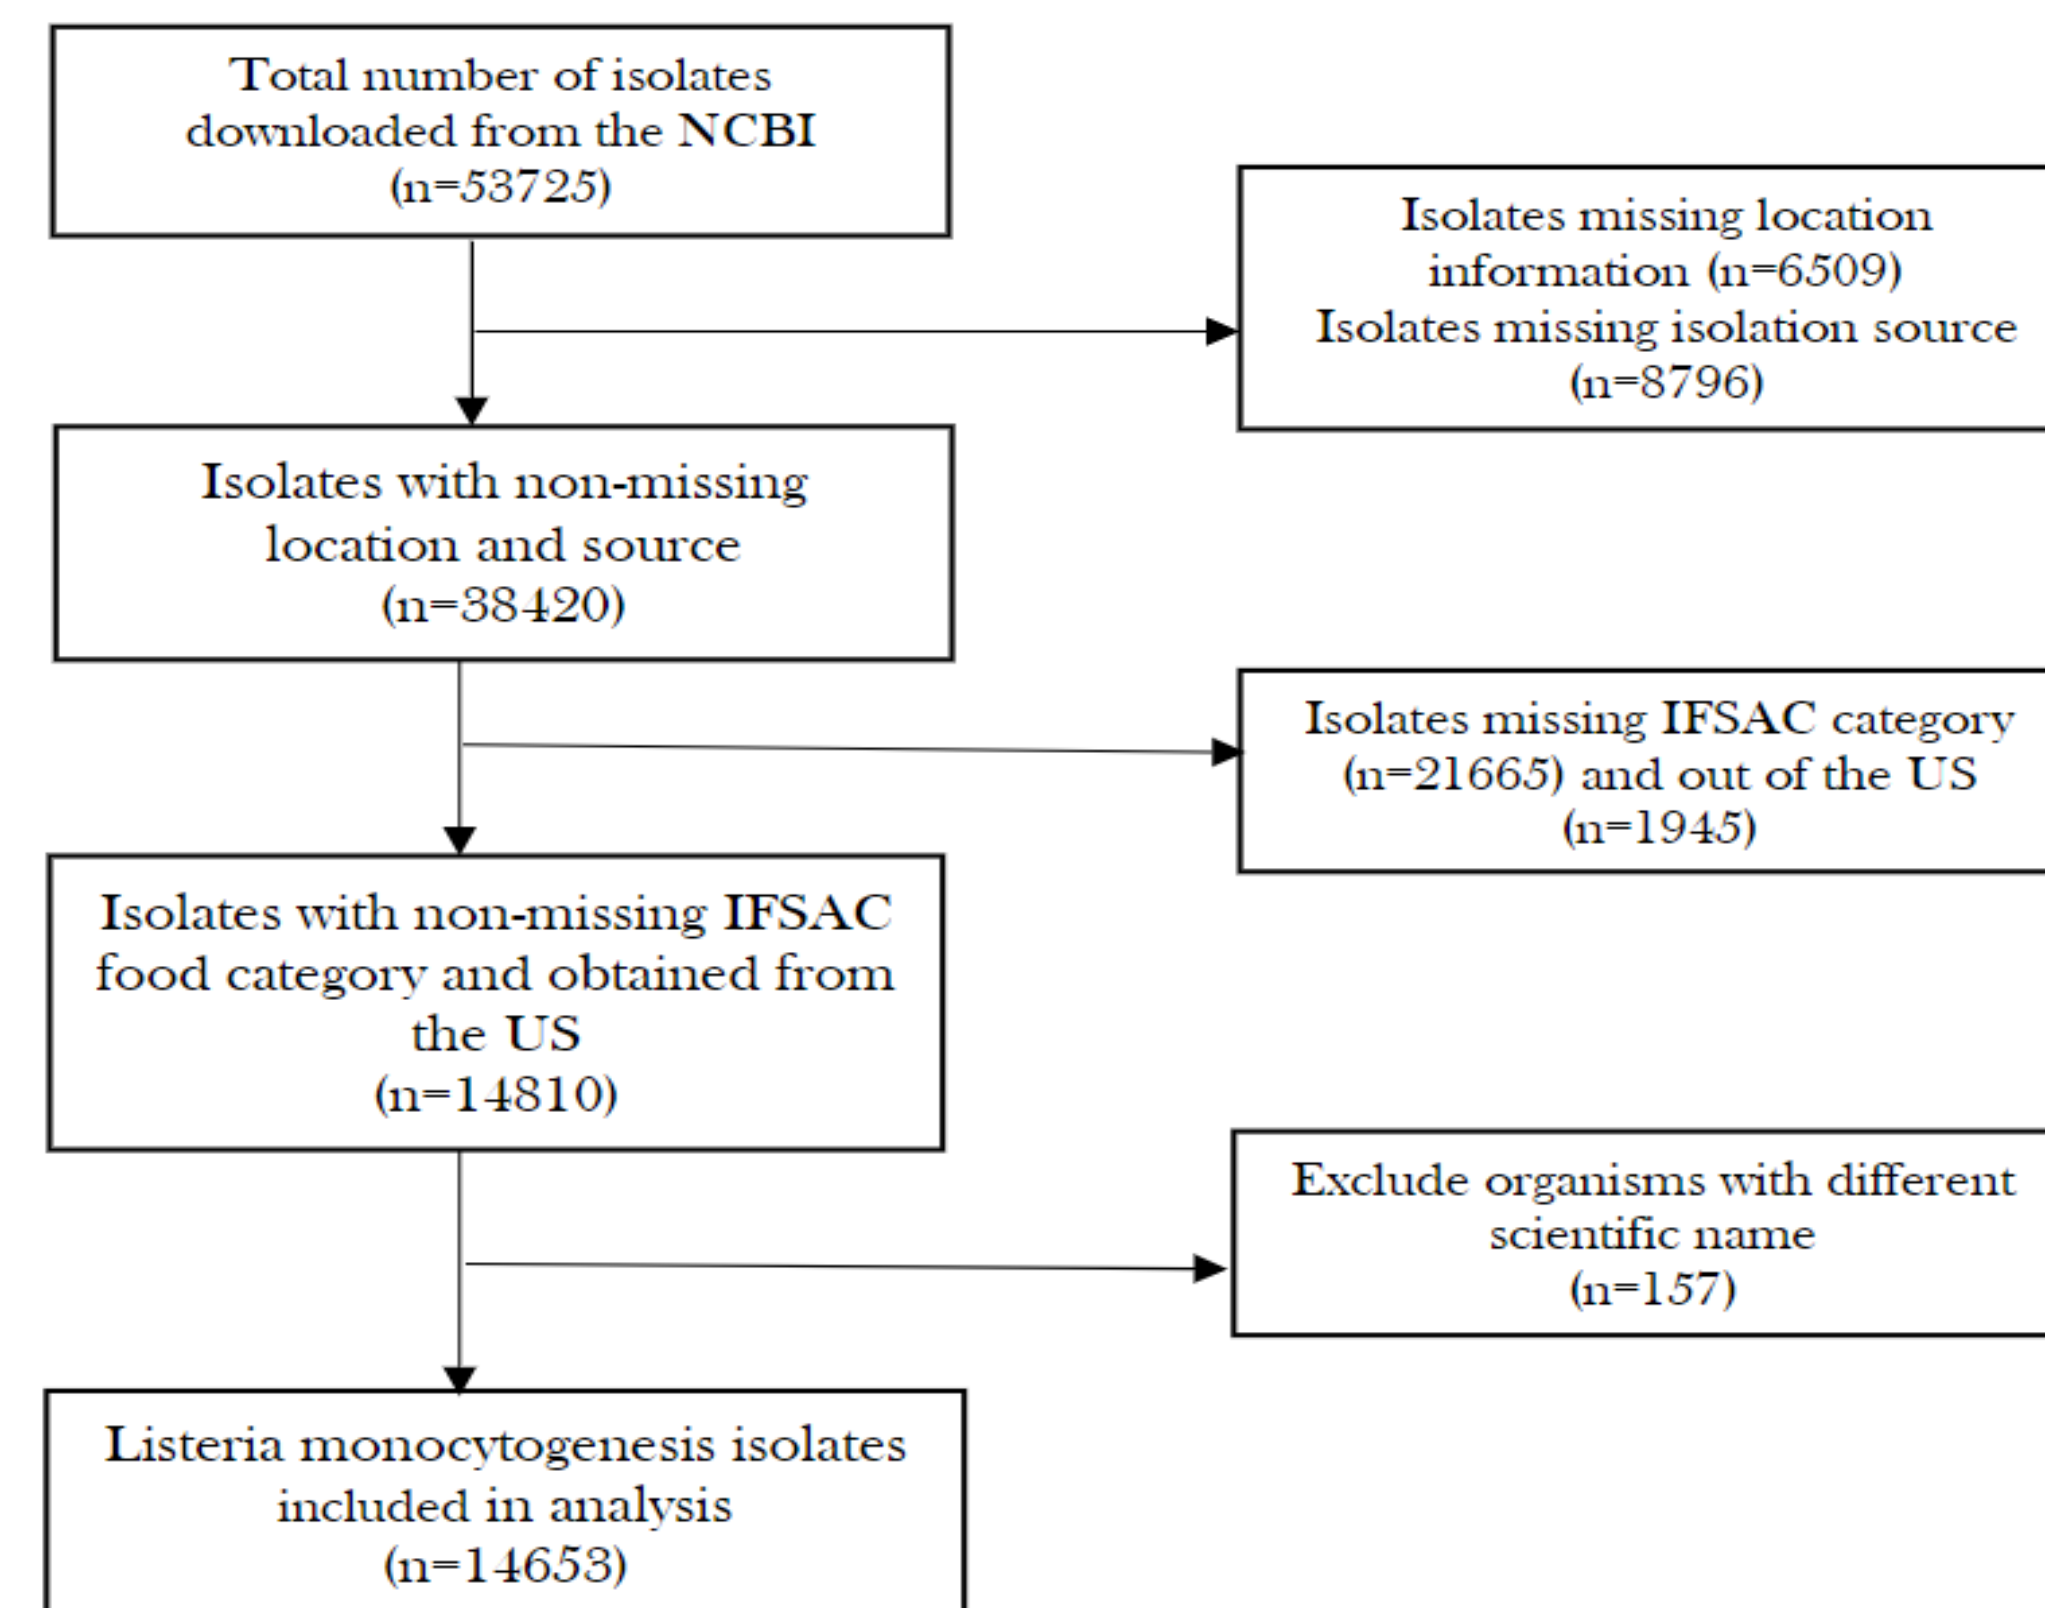 Total number of isolates
downloaded from the NCBI
(n=53725)
Isolates missing location
information (n=6509)
Isolates missing isolation source
(n=8796)
Isolates with non-missing
location and source
(n=38420)
Isolates missing IFSAC category
(n=21665) and out of the US
(n=1945)
Isolates with non-missing IFSAC
food category and obtained from
the US
(n=14810)
Exclude organisms with different
scientific name
(n=157)
Listeria monocytogenesis isolates
included in analysis
(n=14653)